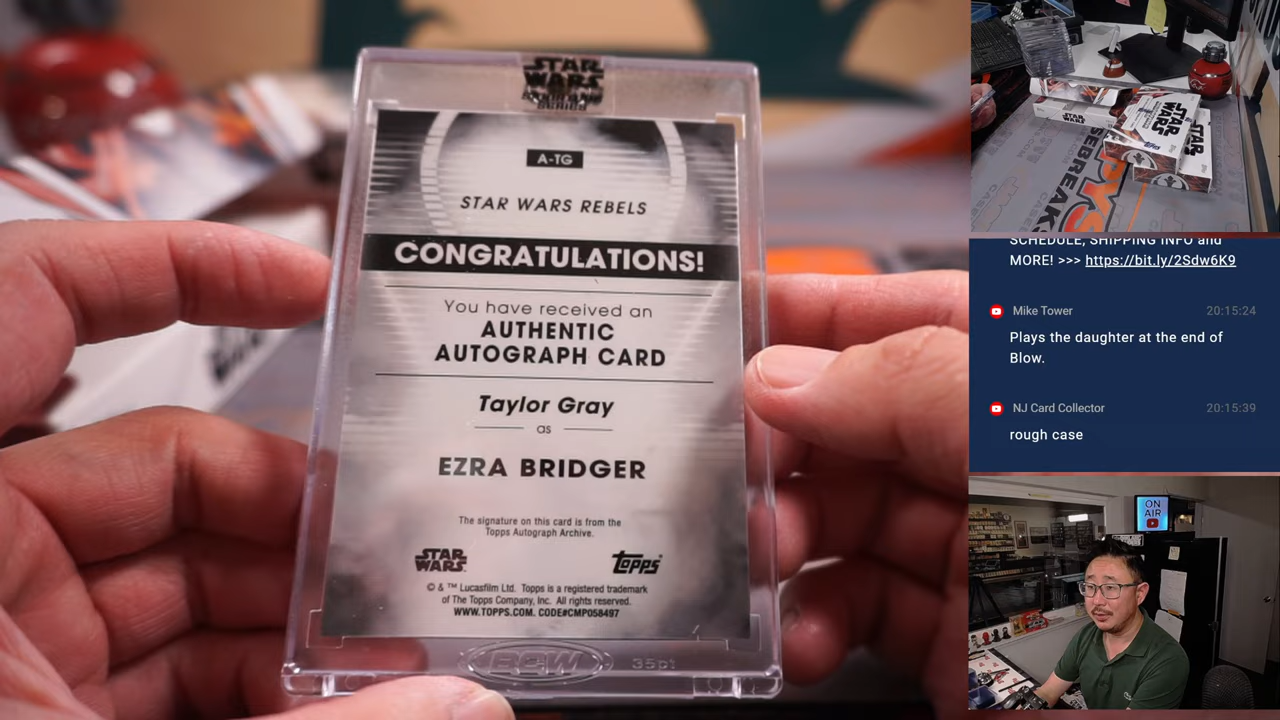 STAR
WARS
A-TG
STAR WARS REBELS
CONGRATULATIONS!
You have received an
AUTHENTIC
AUTOGRAPH CARD
Taylor Gray
as
EZRA BRIDGER
The signature on this card is from the
Topps Autograph Archive.
STAR
WARS
Topps
© & ™ Lucasfilm Ltd. Topps is a registered trademark
of The Topps Company, Inc. All rights reserved.
WWW.TOPPS.COM. CODE#CMP058497
BCW
35pt
STAR
WARS
STAR
WARS
SCHEDULE, SHIPPING INFO and
MORE! >>> https://bit.ly/2Sdw6K9
Mike Tower 20:15:24
Plays the daughter at the end of
Blow.
NJ Card Collector 20:15:39
rough case
ON
AIR